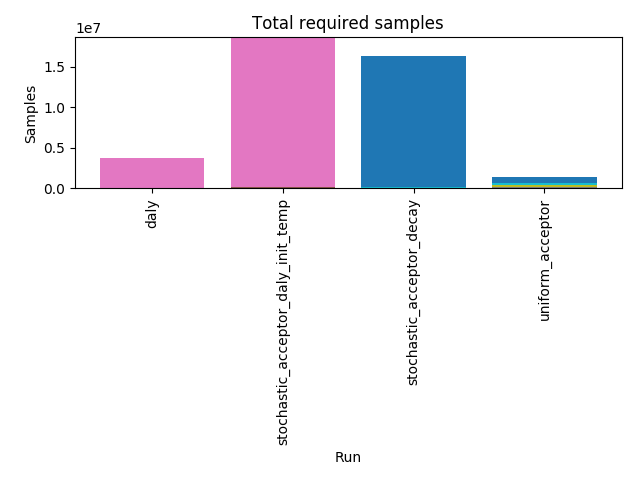 Total required samples
1e7
Samples
1.5
1.0
0.5
0.0
daly
stochastic_acceptor_daly_init_temp
stochastic_acceptor_decay
uniform_acceptor
Run